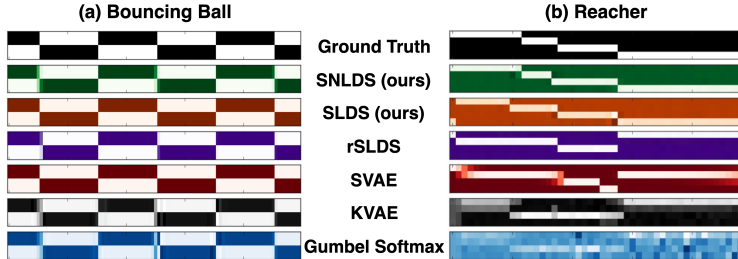 (a) Bouncing Ball
(b) Reacher
Ground Truth
SNLDS (ours)
SLDS (ours)
rSLDS
SVAE
KVAE
Gumbel Softmax